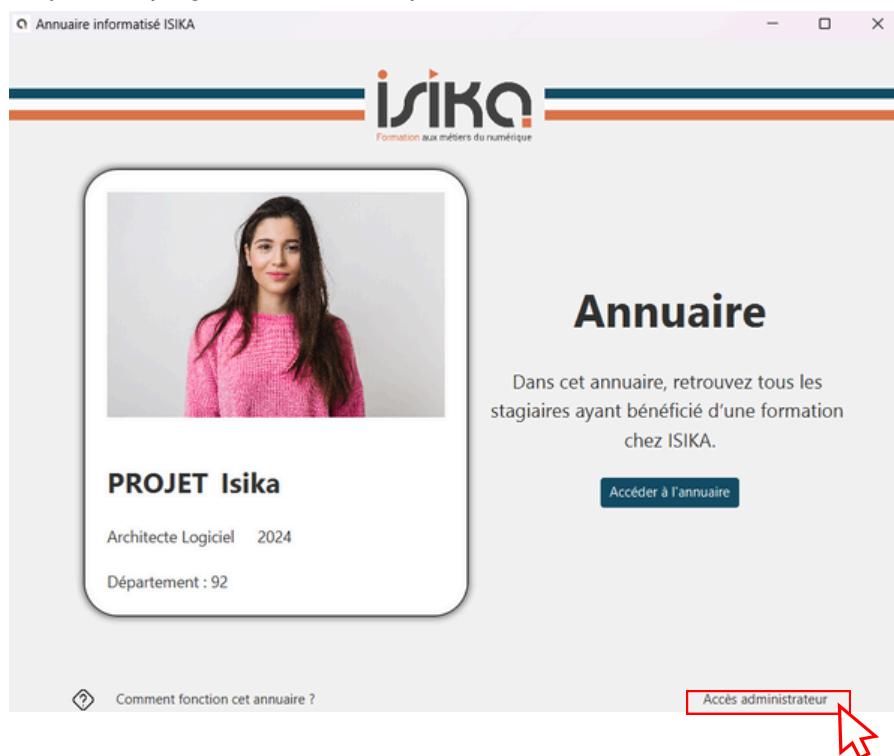 Annuaire informatisé ISIKA
isika
Formation aux métiers du numérique
Annuaire
Dans cet annuaire, retrouvez tous les
stagiaires ayant bénéficié d'une formation
chez ISIKA.
Accéder à l'annuaire
PROJET Isika
Architecte Logiciel 2024
Département : 92
Comment fonction cet annuaire ?
Accès administrateur